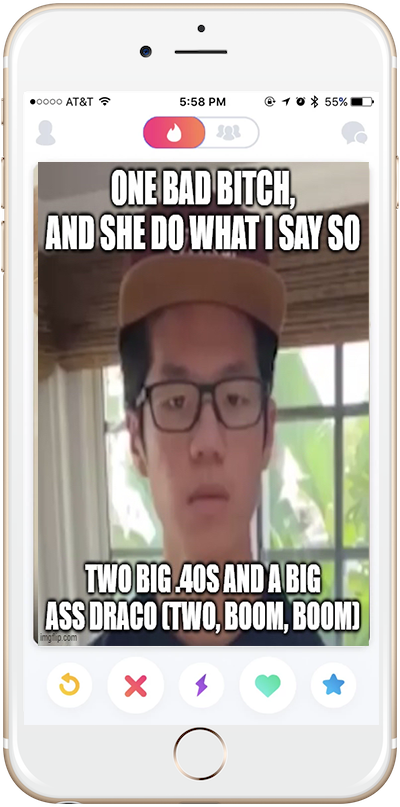 AT&T
5:58 PM
55%
ONE BAD BITCH,
AND SHE DO WHAT I SAY SO
TWO BIG .40S AND A BIG
ASS DRACO (TWO, BOOM, BOOM)
imgflip.com